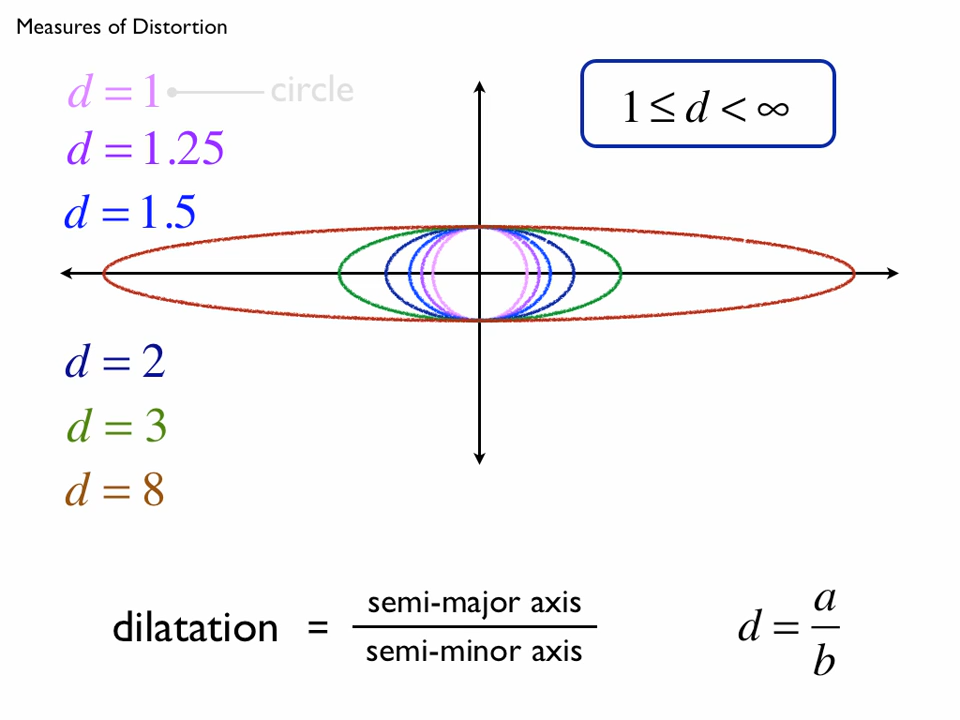 Measures of Distortion
d = 1 circle
1 ≤ d < ∞
d = 1.25
d = 1.5
d = 2
d = 3
d = 8
dilatation = semi-major axis / semi-minor axis
d = a / b